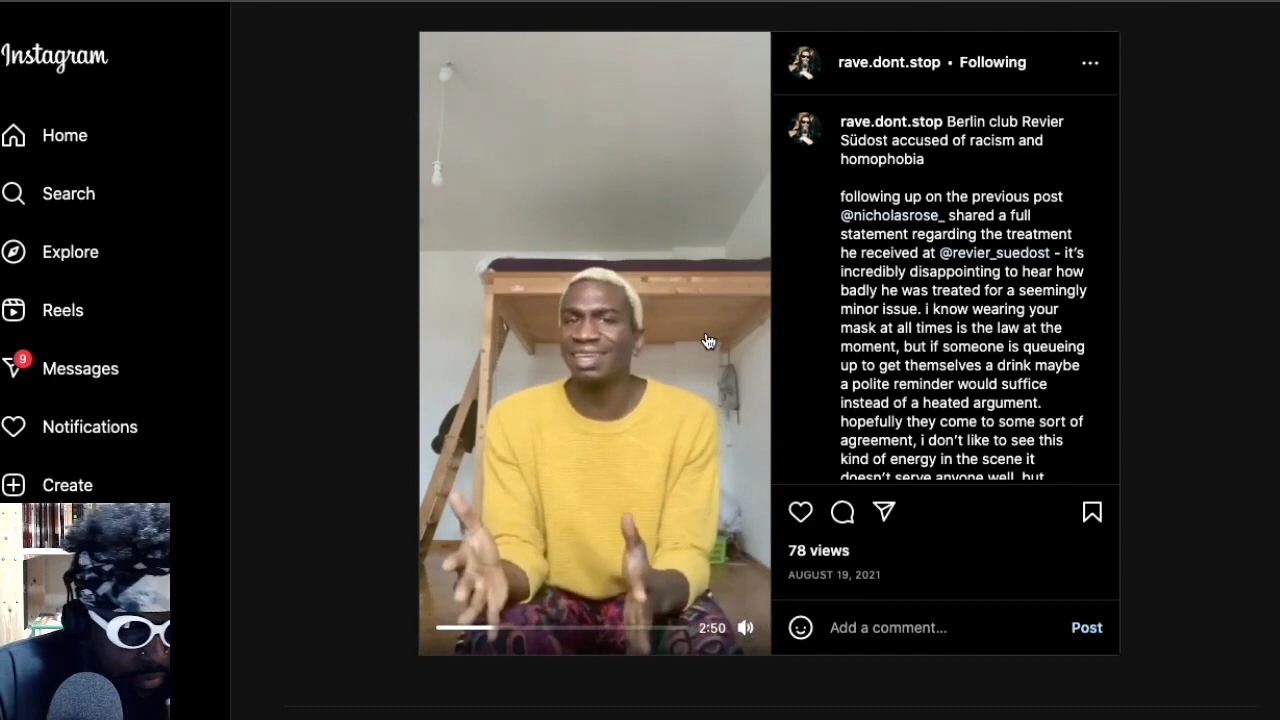 Instagram
Home
Search
Explore
Reels
9
Messages
Notifications
Create
2:50
rave.dont.stop • Following
rave.dont.stop Berlin club Revier
Südost accused of racism and
homophobia
following up on the previous post
@nicholasrose_ shared a full
statement regarding the treatment
he received at @revier_suedost - it’s
incredibly disappointing to hear how
badly he was treated for a seemingly
minor issue. i know wearing your
mask at all times is the law at the
moment, but if someone is queueing
up to get themselves a drink maybe
a polite reminder would suffice
instead of a heated argument.
hopefully they come to some sort of
agreement, i don’t like to see this
kind of energy in the scene it
doesn’t serve anyone well, but
78 views
AUGUST 19, 2021
Add a comment...
Post